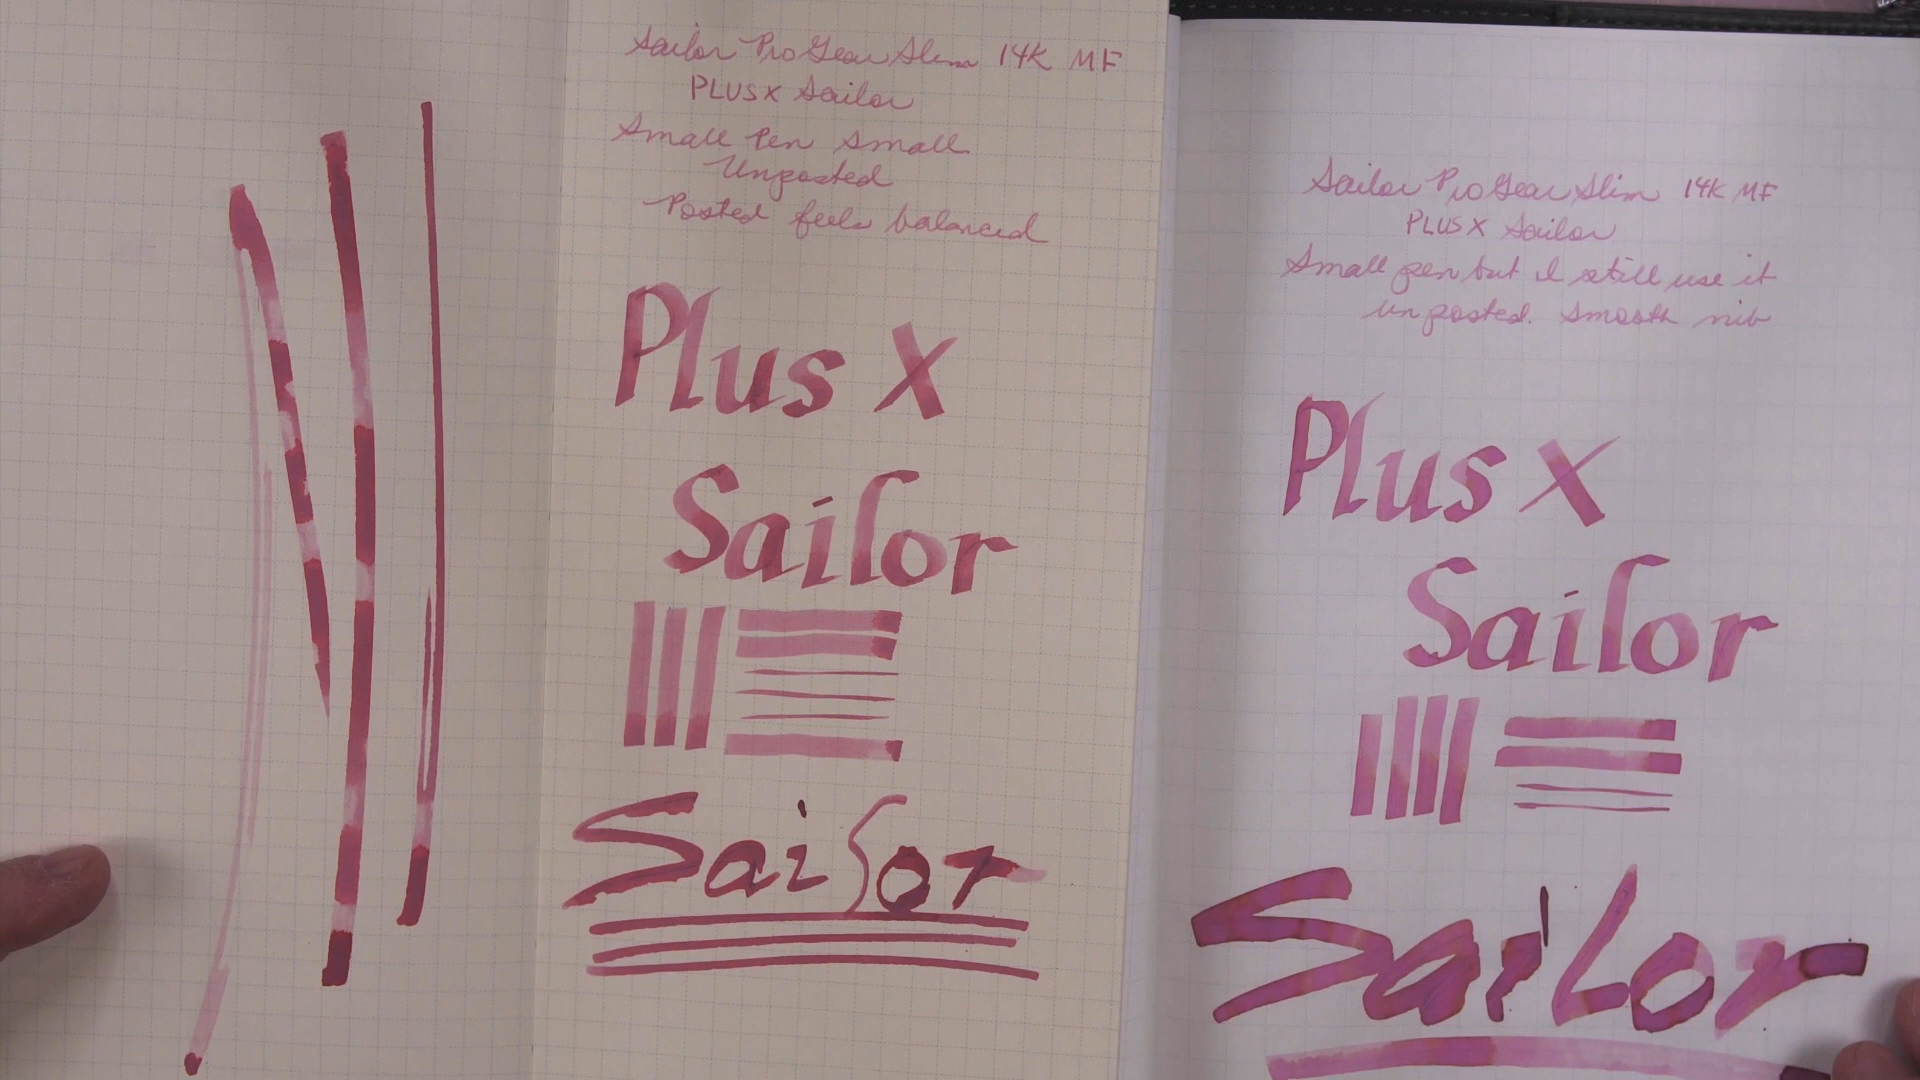 Sailor Pro Gear Slim 14K MF
PLUS X Sailor
Small Pen Small
Unposted
Posted feels balanced
Plus X
Sailor
Sailor
Sailor Pro Gear Slim 14K MF
PLUS X Sailor
Small pen but I still use it
unposted. Smooth nib
Plus X
Sailor
Sailor